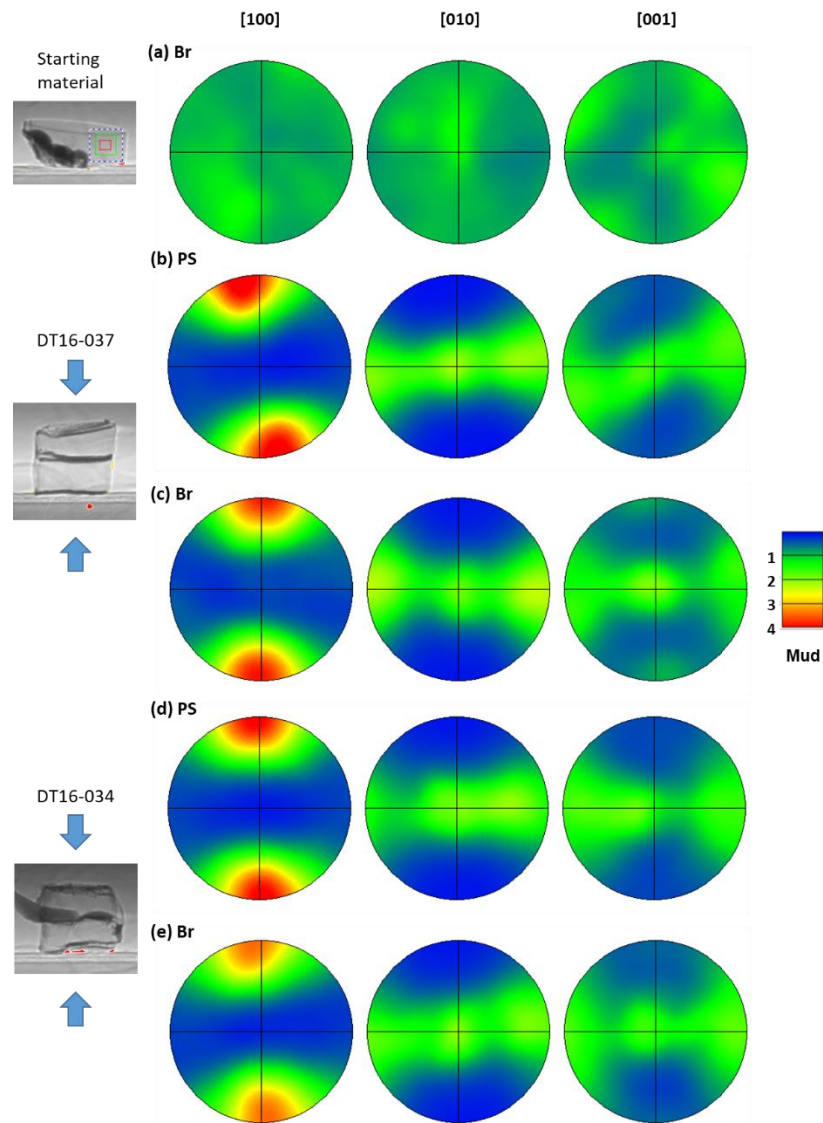 [100] [010] [001]
(a) Br
Starting
material
(b) PS
DT16-037
(c) Br
1
2
3
4
Mud
(d) PS
DT16-034
(e) Br